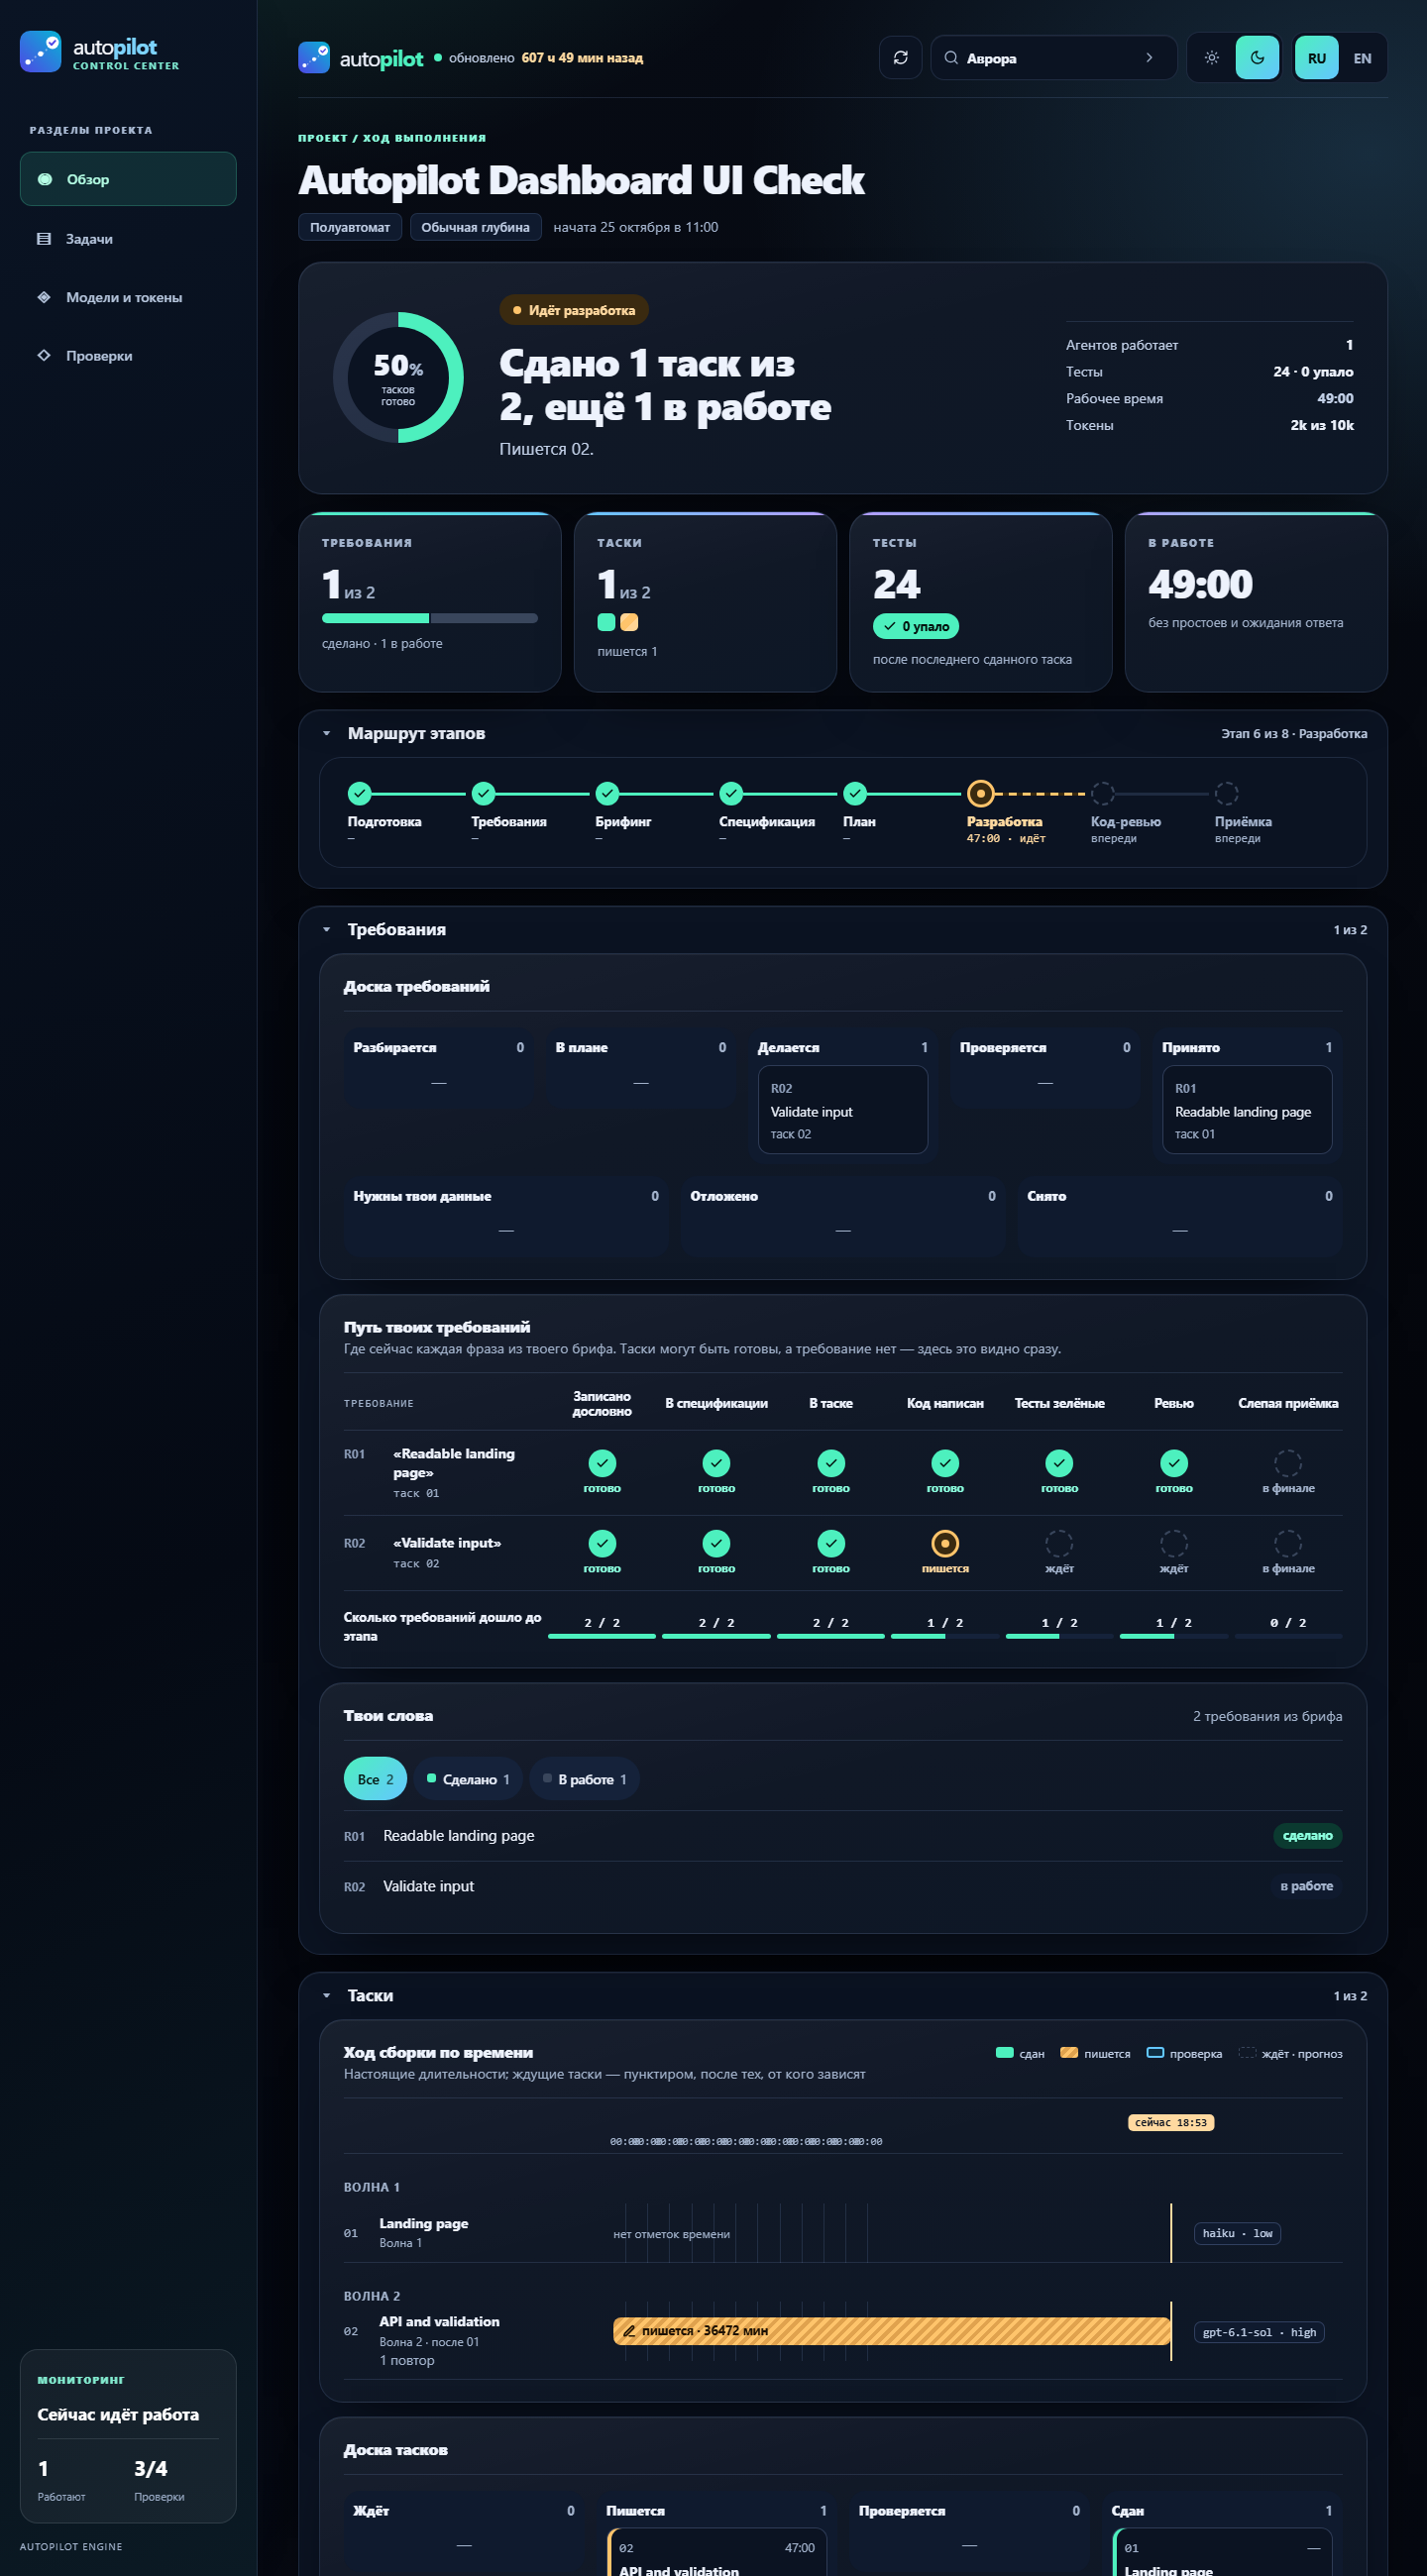 autopilot
CONTROL CENTER
РАЗДЕЛЫ ПРОЕКТА
Обзор
Задачи
Модели и токены
Проверки
МОНИТОРИНГ
Сейчас идёт работа
1 3/4
Работают Проверки
AUTOPILOT ENGINE
autopilot обновлено 607 ч 49 мин назад
Аврора
RU EN
ПРОЕКТ / ХОД ВЫПОЛНЕНИЯ
Autopilot Dashboard UI Check
Полуавтомат Обычная глубина начата 25 октября в 11:00
50%
тасков
готово
Идёт разработка
Сдано 1 таск из
2, ещё 1 в работе
Пишется 02.
Агентов работает 1
Тесты 24 · 0 упало
Рабочее время 49:00
Токены 2k из 10k
ТРЕБОВАНИЯ
1 из 2
сделано · 1 в работе
ТАСКИ
1 из 2
пишется 1
ТЕСТЫ
24
0 упало
после последнего сданного таска
В РАБОТЕ
49:00
без простоев и ожидания ответа
Маршрут этапов Этап 6 из 8 · Разработка
Подготовка Требования Брифинг Спецификация План Разработка Код-ревью Приёмка
— — — — — 47:00 · идёт впереди впереди
Требования 1 из 2
Доска требований
Разбирается 0 В плане 0 Делается 1 Проверяется 0 Принято 1
— — —
R02
Validate input
таск 02
R01
Readable landing page
таск 01
Нужны твои данные 0 Отложено 0 Снято 0
— — —
Путь твоих требований
Где сейчас каждая фраза из твоего брифа. Таски могут быть готовы, а требование нет — здесь это видно сразу.
ТРЕБОВАНИЕ Записано дословно В спецификации В таске Код написан Тесты зелёные Ревью Слепая приёмка
R01 «Readable landing
page»
таск 01
готово готово готово готово готово готово в финале
R02 «Validate input»
таск 02
готово готово готово пишется ждёт ждёт в финале
Сколько требований дошло до
этапа
2 / 2 2 / 2 2 / 2 1 / 2 1 / 2 1 / 2 0 / 2
Твои слова 2 требования из брифа
Все 2 Сделано 1 В работе 1
R01 Readable landing page сделано
R02 Validate input в работе
Таски 1 из 2
Ход сборки по времени сдан пишется проверка ждёт · прогноз
Настоящие длительности; ждущие таски — пунктиром, после тех, от кого зависят
сейчас 18:53
ВОЛНА 1
01 Landing page нет отметок времени haiku · low
Волна 1
ВОЛНА 2
02 API and validation пишется · 36472 мин gpt-6.1-sol · high
Волна 2 · после 01
1 повтор
Доска тасков
Ждёт 0 Пишется 1 Проверяется 0 Сдан 1
— —
02 47:00
API and validation
01 —
Landing page